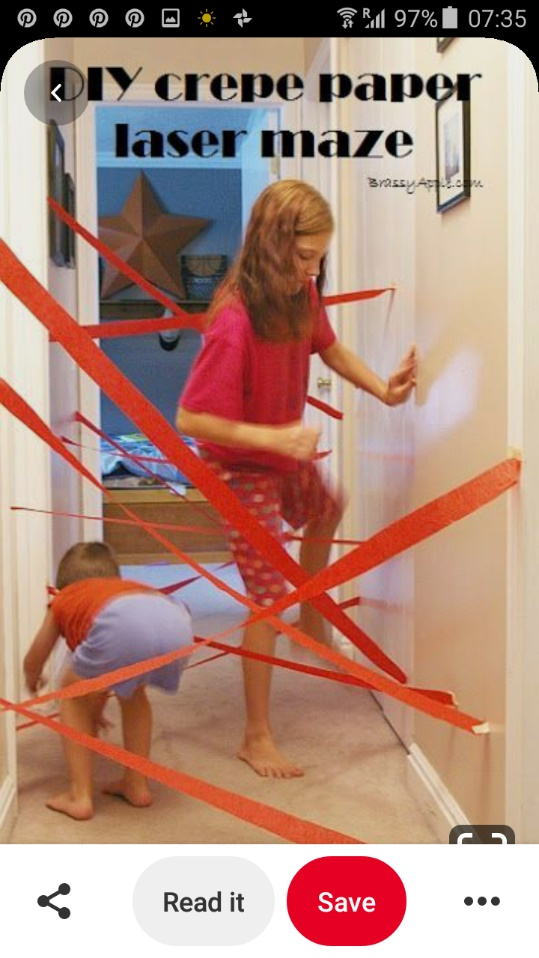 R 97% 07:35
DIY crepe paper
laser maze
BrassyApple.com
Read it
Save